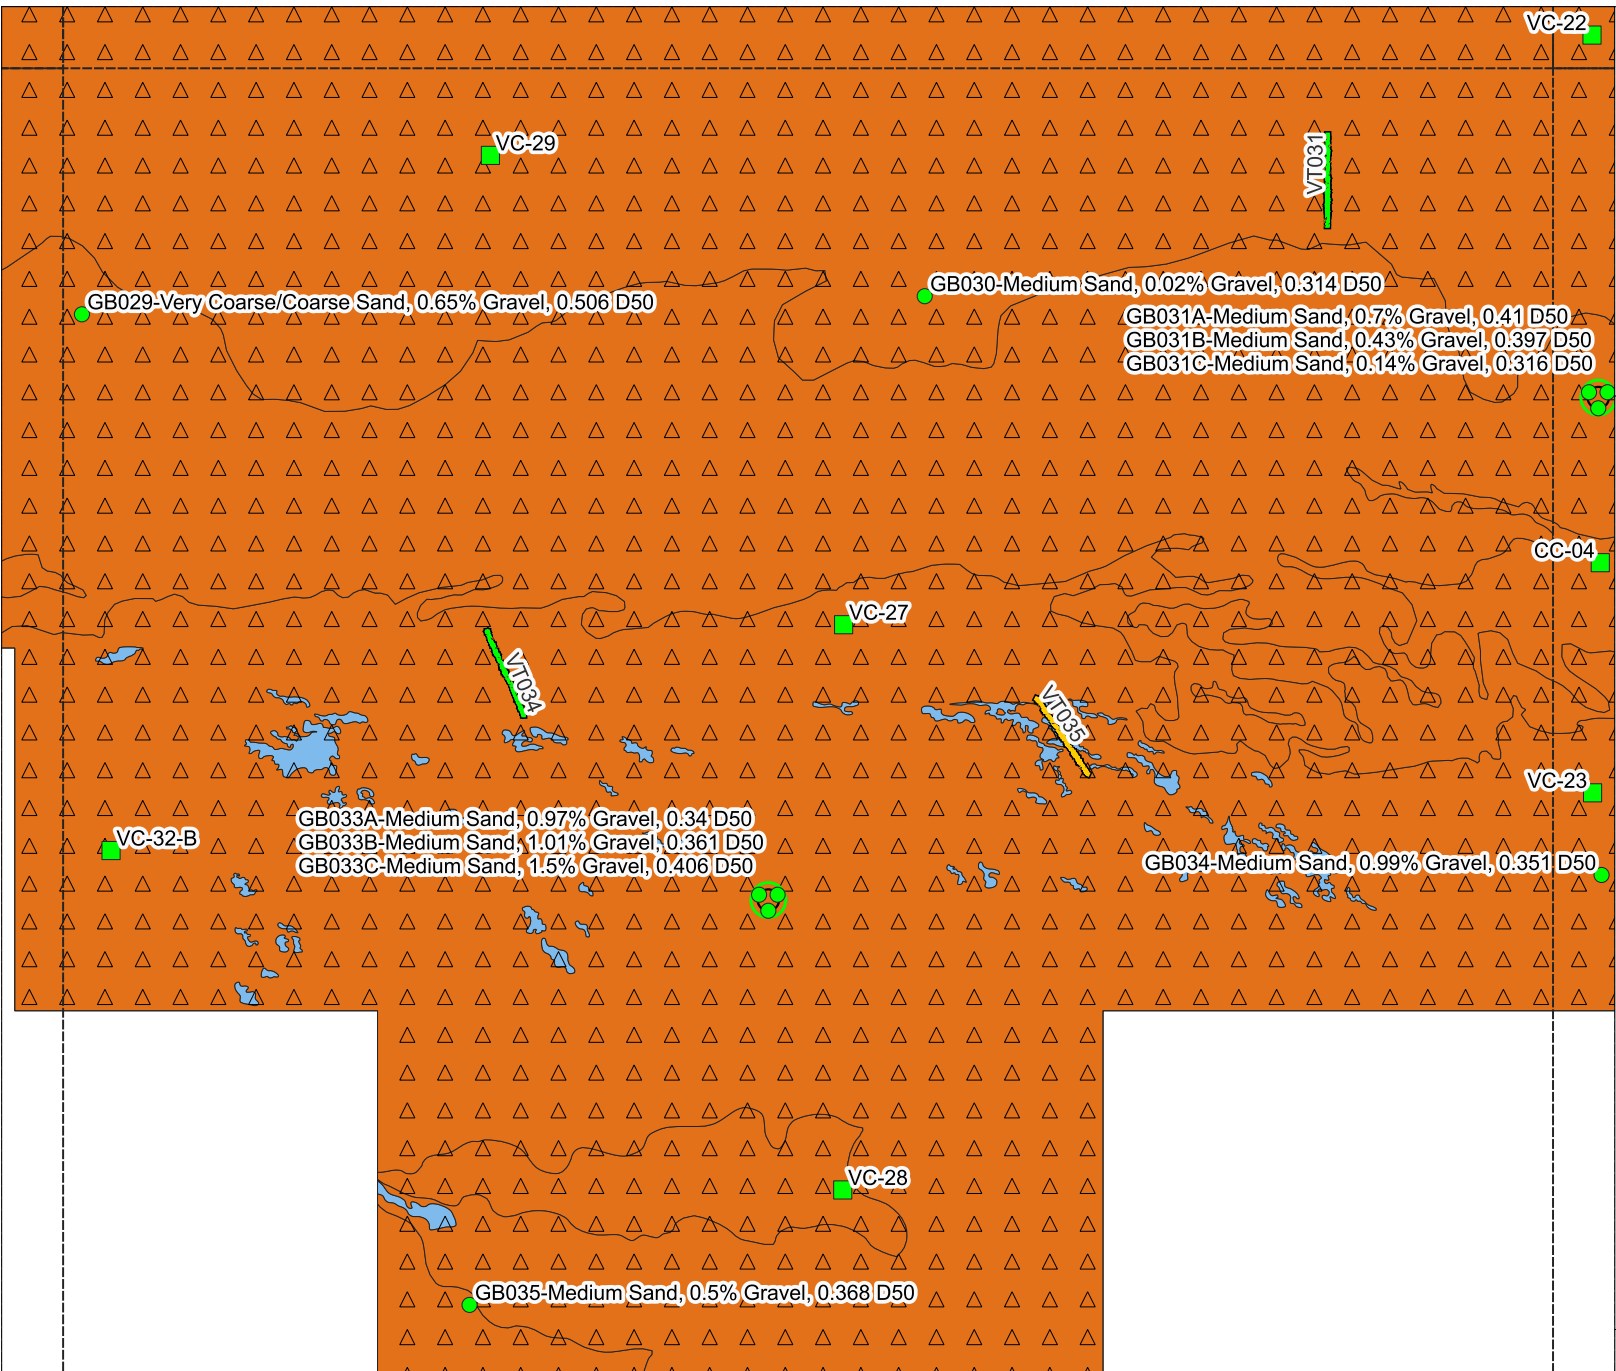 VC-22
VC-29
VT031
GB029-Very Coarse/Coarse Sand, 0.65% Gravel, 0.506 D50
GB030-Medium Sand, 0.02% Gravel, 0.314 D50
GB031A-Medium Sand, 0.7% Gravel, 0.41 D50
GB031B-Medium Sand, 0.43% Gravel, 0.397 D50
GB031C-Medium Sand, 0.14% Gravel, 0.316 D50
CC-04
VC-27
VT034
VT035
VC-23
VC-32-B
GB033A-Medium Sand, 0.97% Gravel, 0.34 D50
GB033B-Medium Sand, 1.01% Gravel, 0.361 D50
GB033C-Medium Sand, 1.5% Gravel, 0.406 D50
GB034-Medium Sand, 0.99% Gravel, 0.351 D50
VC-28
GB035-Medium Sand, 0.5% Gravel, 0.368 D50